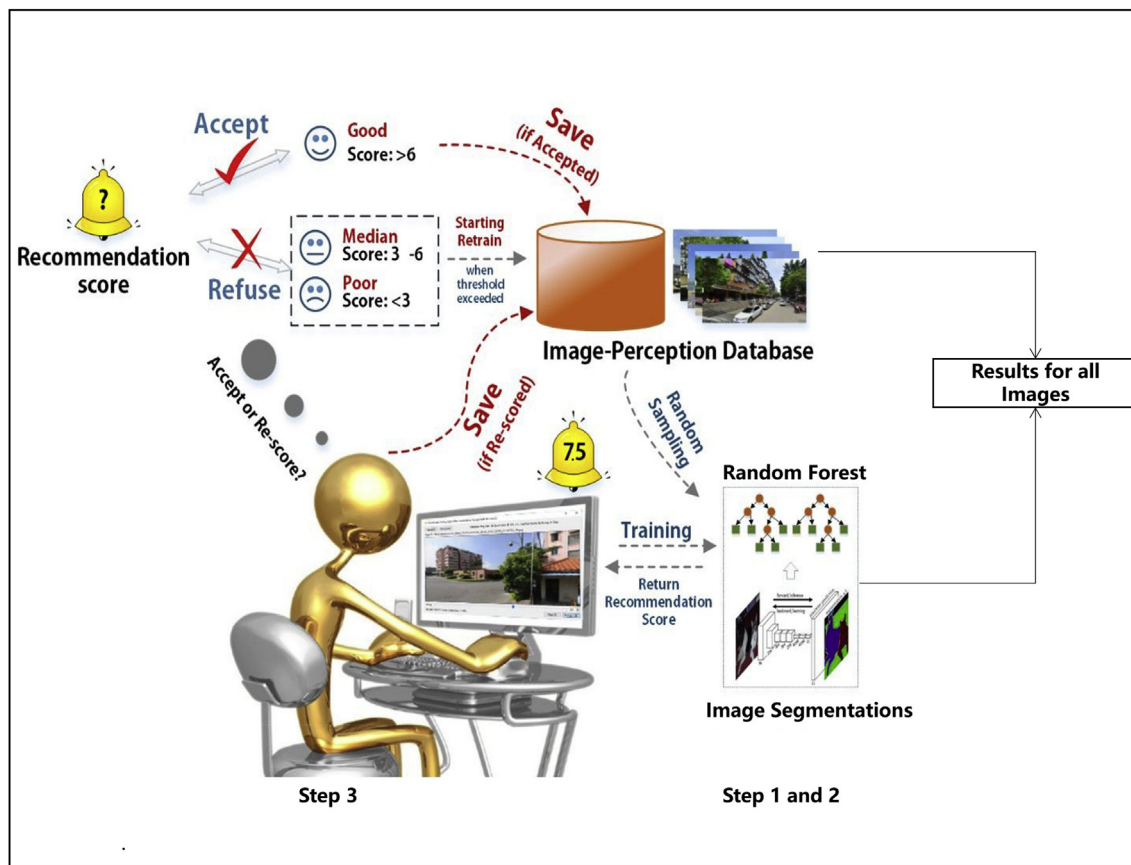 Accept
Good
Score: >6
Save
(if Accepted)
?
Recommendation
score
Refuse
Median
Score: 3 -6
Poor
Score: <3
Starting
Retrain
when
threshold
exceeded
Image-Perception Database
Results for all
Images
Accept or Re-score?
Save
(if Re-scored)
7.5
Random
Sampling
Random Forest
Training
Return
Recommendation
Score
Image Segmentations
Step 3
Step 1 and 2